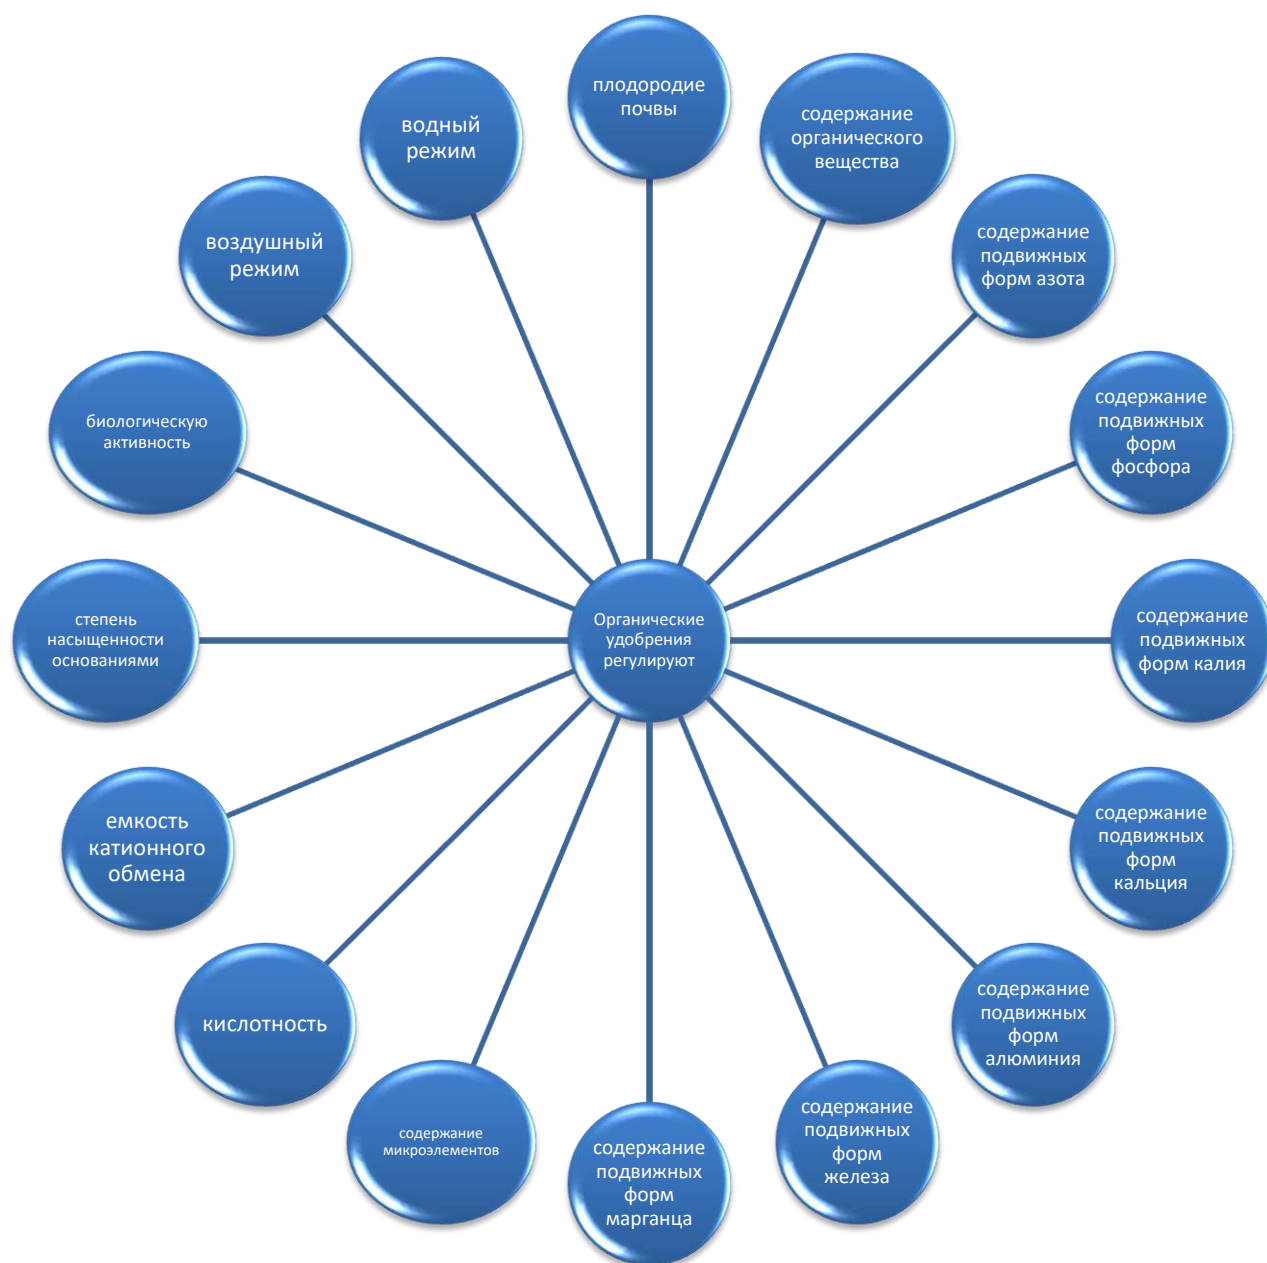 плодородие
почвы
содержание
органического
вещества
содержание
подвижных
форм азота
содержание
подвижных
форм
фосфора
содержание
подвижных
форм калия
содержание
подвижных
форм
кальция
содержание
подвижных
форм
алюминия
содержание
подвижных
форм
железа
содержание
подвижных
форм
марганца
содержание
микроэлементов
кислотность
емкость
катионного
обмена
степень
насыщенности
основаниями
биологическую
активность
воздушный
режим
водный
режим
Органические
удобрения
регулируют